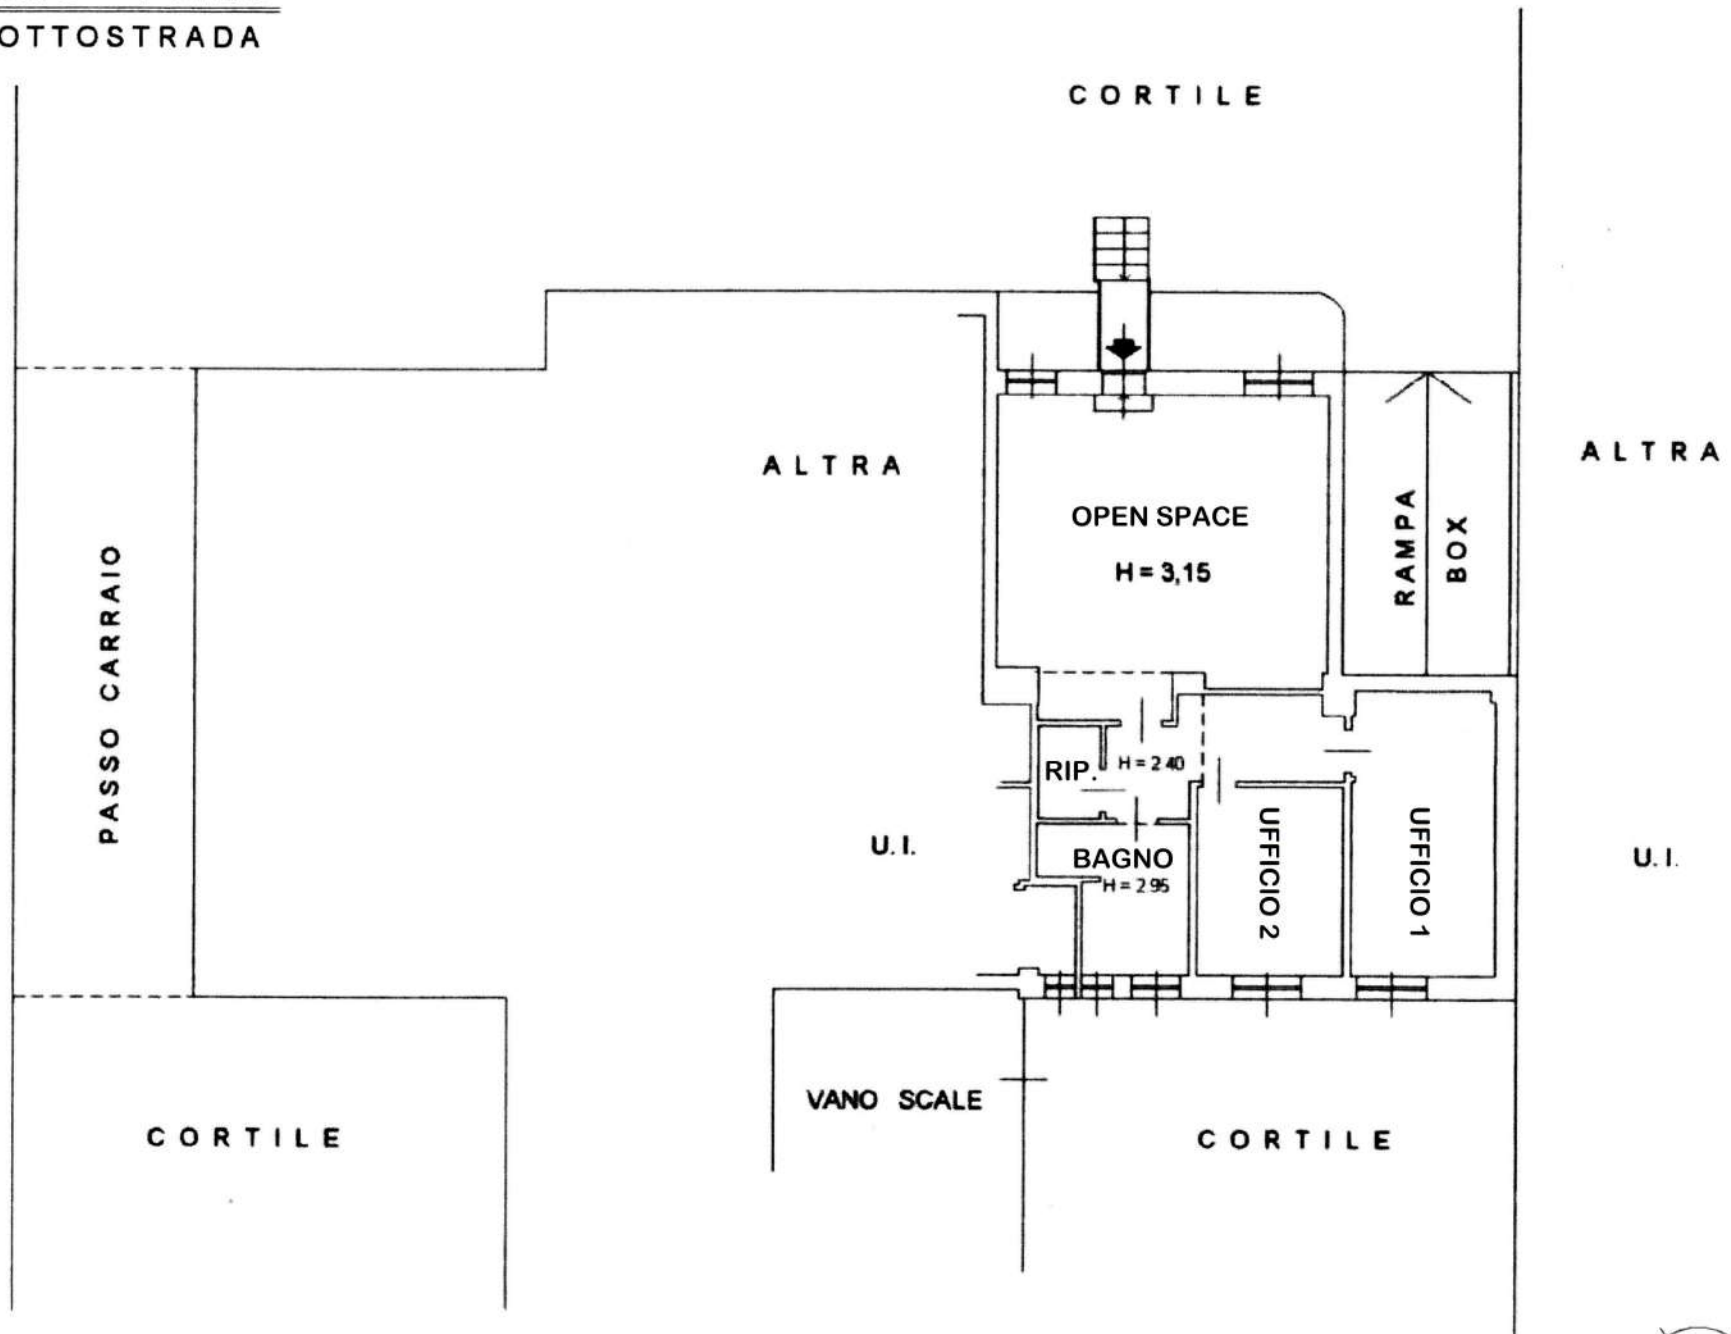 OTTOSTRADA
CORTILE
ALTRA
ALTRA
OPEN SPACE
H = 3,15
RAMPA
BOX
PASSO CARRAIO
RIP.
H = 2.40
U.I.
BAGNO
H = 2.95
UFFICIO 2
UFFICIO 1
U.I.
VANO SCALE
CORTILE
CORTILE